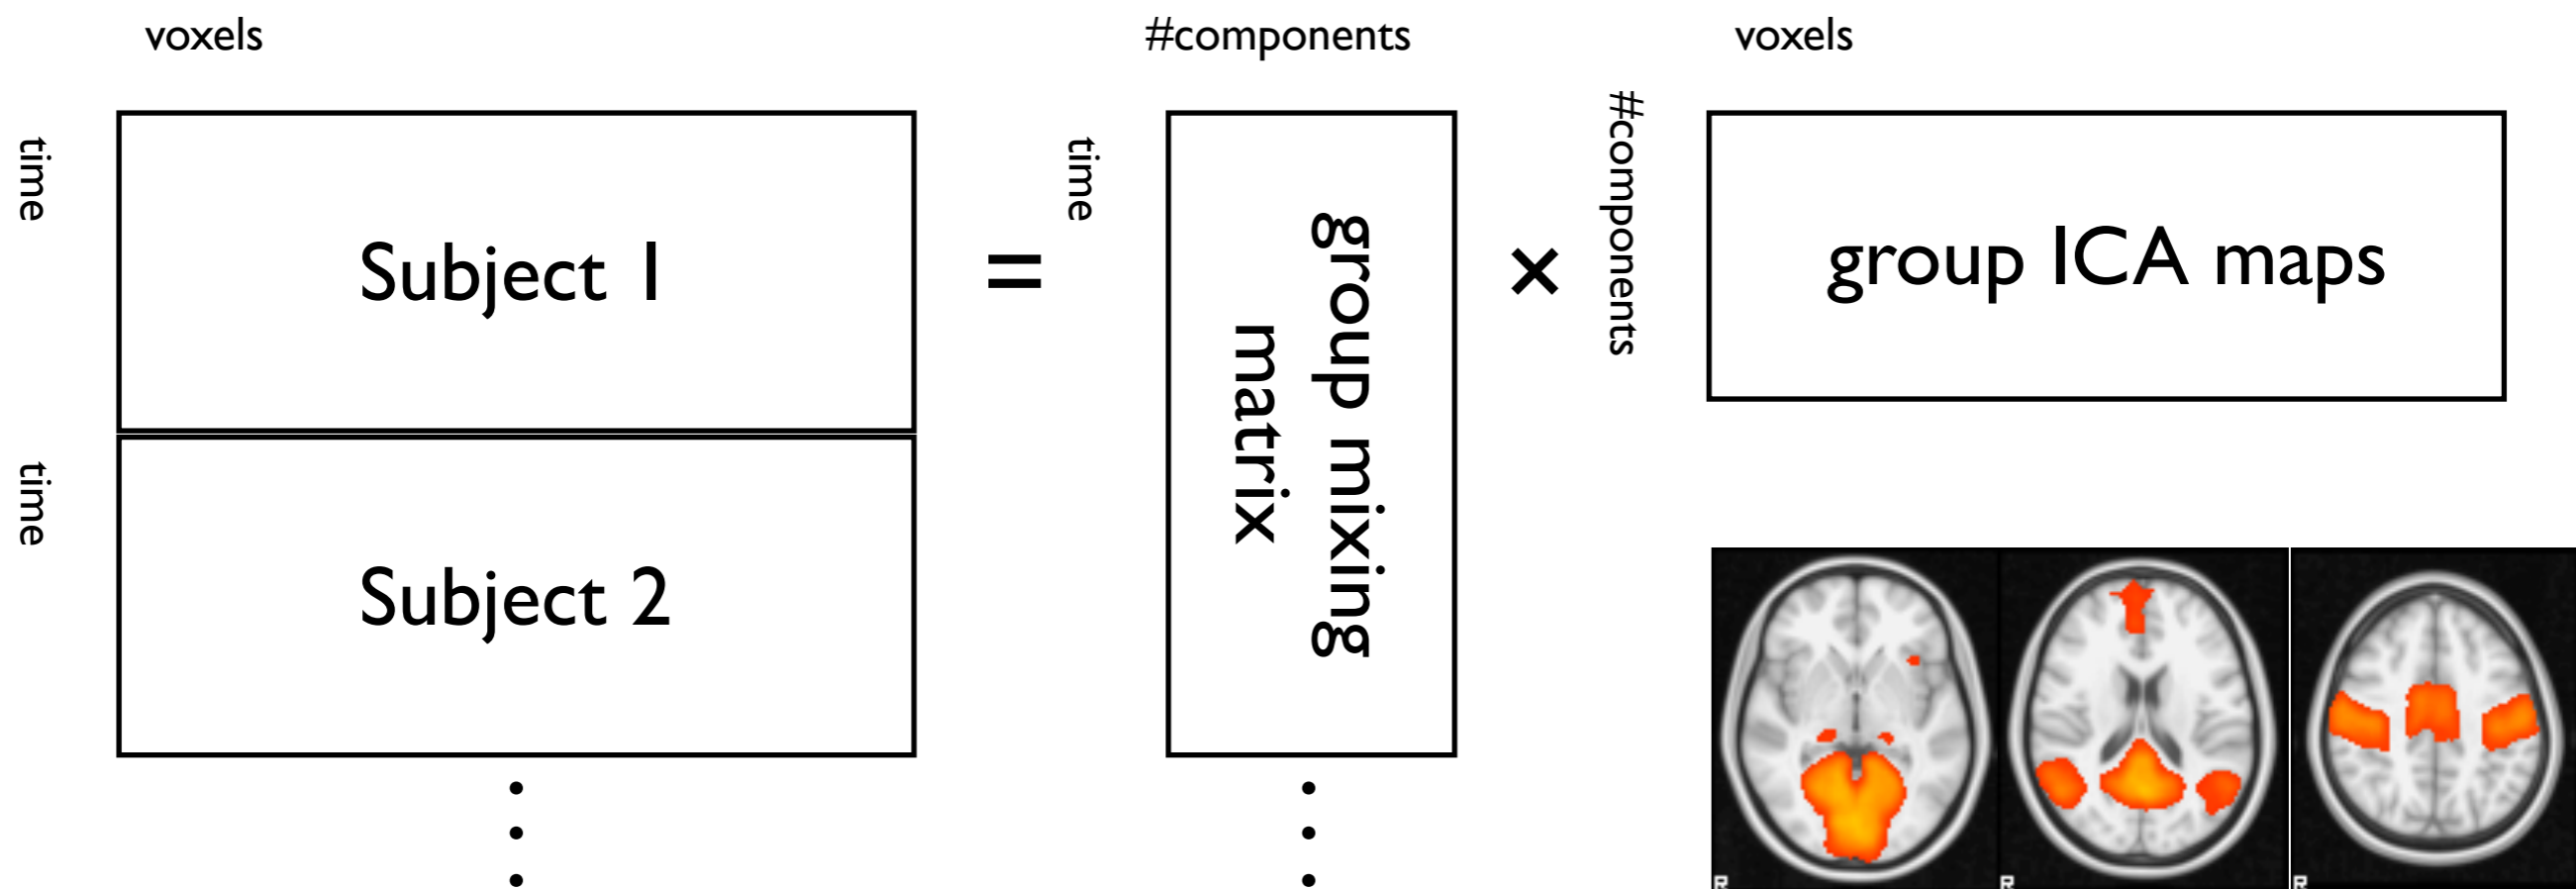 voxels
#components
voxels
time
Subject 1
=
time
group mixing
matrix
×
#components
group ICA maps
time
Subject 2
R
R
R